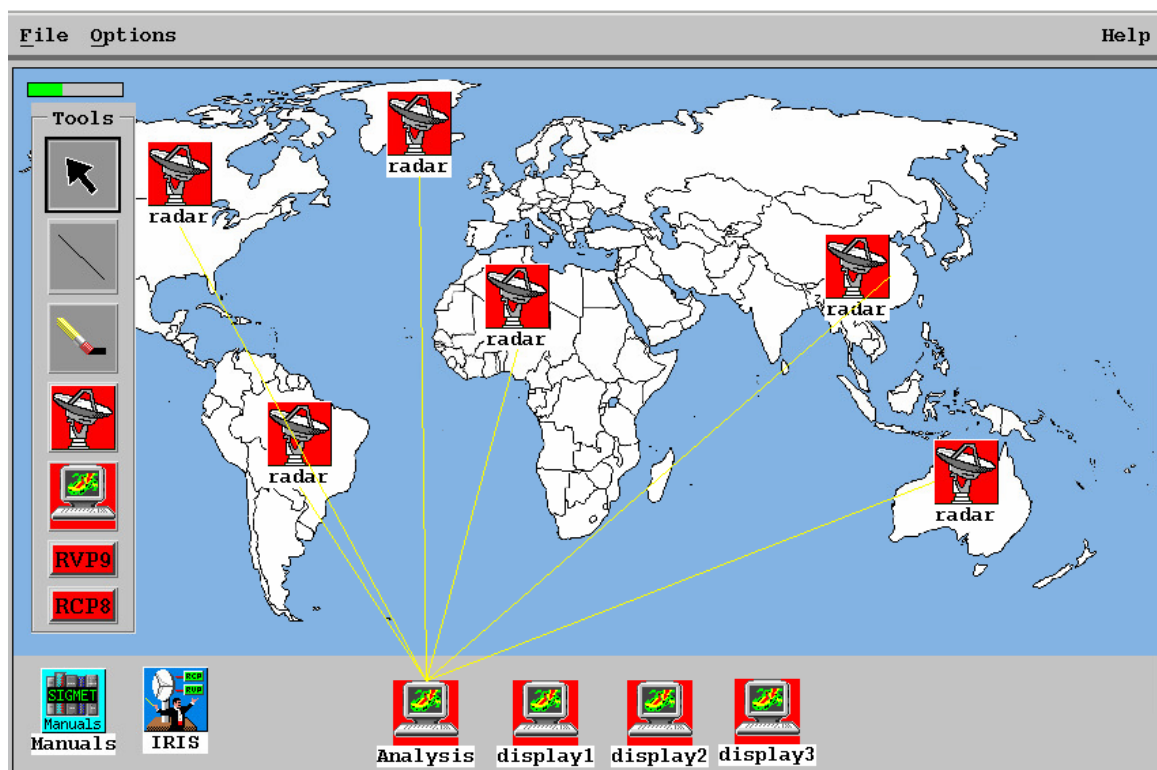 File Options Help
Tools
radar
radar
radar
radar
radar
radar
RVP9
RCP8
SIGMET
Manuals
Manuals
RCP
RVP
IRIS
Analysis
display1
display2
display3